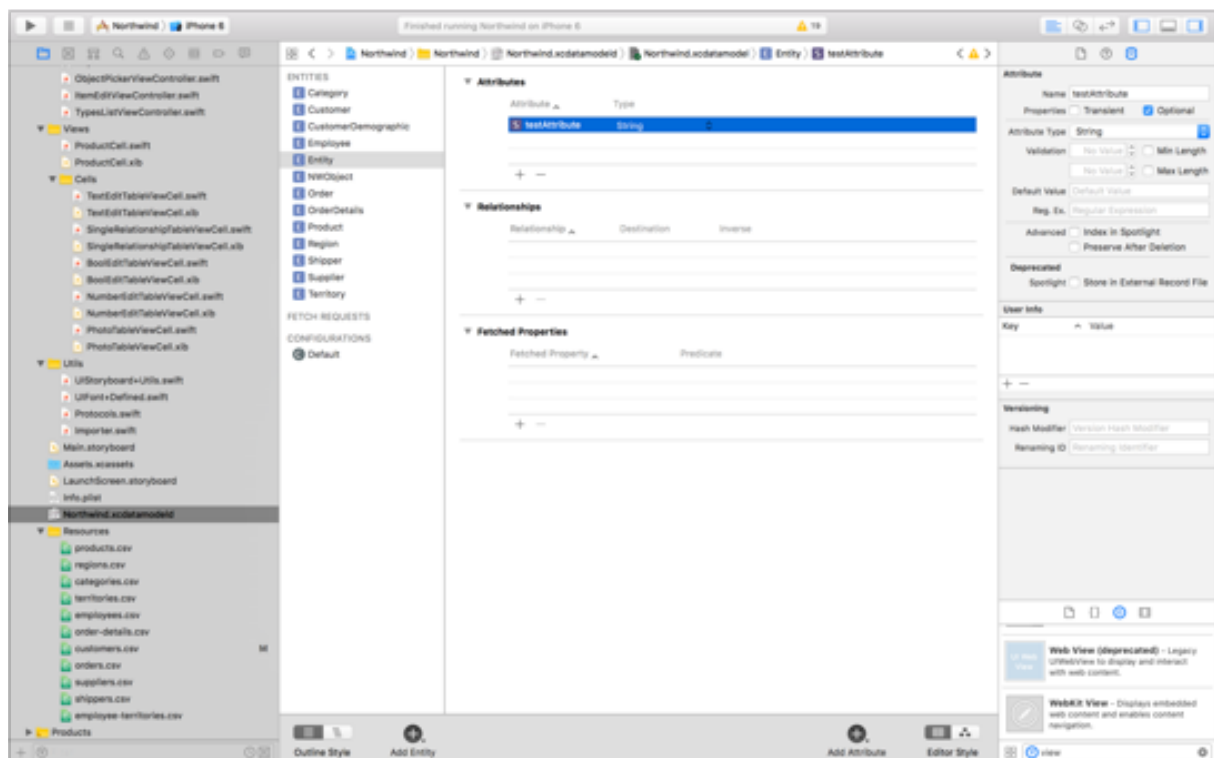 Northwind
iPhone 6
Finished running Northwind on iPhone 6
19
Northwind
Northwind
Northwind.xcdatamodeld
Northwind.xcdatamodel
Entity
testAttribute
ObjectPickerViewController.swift
ItemEditViewController.swift
TypesListViewController.swift
Views
ProductCell.swift
ProductCell.xib
Cells
TextEditTableViewCell.swift
TextEditTableViewCell.xib
SingleRelationshipTableViewCell.swift
SingleRelationshipTableViewCell.xib
BoolEditTableViewCell.swift
BoolEditTableViewCell.xib
NumberEditTableViewCell.swift
NumberEditTableViewCell.xib
PhotoTableViewCell.swift
PhotoTableViewCell.xib
Utils
UIStoryboard+Utils.swift
UIFont+Defined.swift
Protocols.swift
Importer.swift
Main.storyboard
Assets.xcassets
LaunchScreen.storyboard
Info.plist
Northwind.xcdatamodeld
Resources
products.csv
regions.csv
categories.csv
territories.csv
employees.csv
order-details.csv
customers.csv M
orders.csv
suppliers.csv
shippers.csv
employee-territories.csv
Products
ENTITIES
Category
Customer
CustomerDemographic
Employee
Entity
NWObject
Order
OrderDetails
Product
Region
Shipper
Supplier
Territory
FETCH REQUESTS
CONFIGURATIONS
Default
Outline Style
Add Entity
Attributes
Attribute Type
testAttribute String
Relationships
Relationship Destination Inverse
Fetched Properties
Fetched Property Predicate
Add Attribute
Editor Style
Attribute
Name testAttribute
Properties Transient Optional
Attribute Type String
Validation No Value Min Length
No Value Max Length
Default Value Default Value
Reg. Ex. Regular Expression
Advanced Index in Spotlight
Preserve After Deletion
Deprecated
Spotlight Store in External Record File
User Info
Key Value
Versioning
Hash Modifier Version Hash Modifier
Renaming ID Renaming Identifier
UI Web
View
Web View (deprecated) - Legacy
UIWebView to display and interact
with web content.
WebKit View - Displays embedded
web content and enables content
navigation.
view